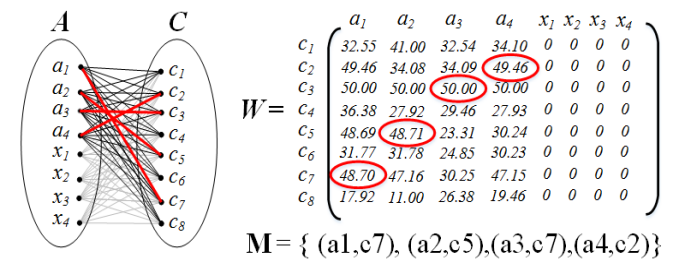 A C
a1 a2 a3 a4 x1 x2 x3 x4
a1 c1
a2 c2
a3 c3
a4 c4
x1 c5
x2 c6
x3 c7
x4 c8
W = c1 32.55 41.00 32.54 34.10 0 0 0 0
c2 49.46 34.08 34.09 49.46 0 0 0 0
c3 50.00 50.00 50.00 50.00 0 0 0 0
c4 36.38 27.92 29.46 27.93 0 0 0 0
c5 48.69 48.71 23.31 30.24 0 0 0 0
c6 31.77 31.78 24.85 30.23 0 0 0 0
c7 48.70 47.16 30.25 47.15 0 0 0 0
c8 17.92 11.00 26.38 19.46 0 0 0 0
M = { (a1,c7), (a2,c5),(a3,c7),(a4,c2)}